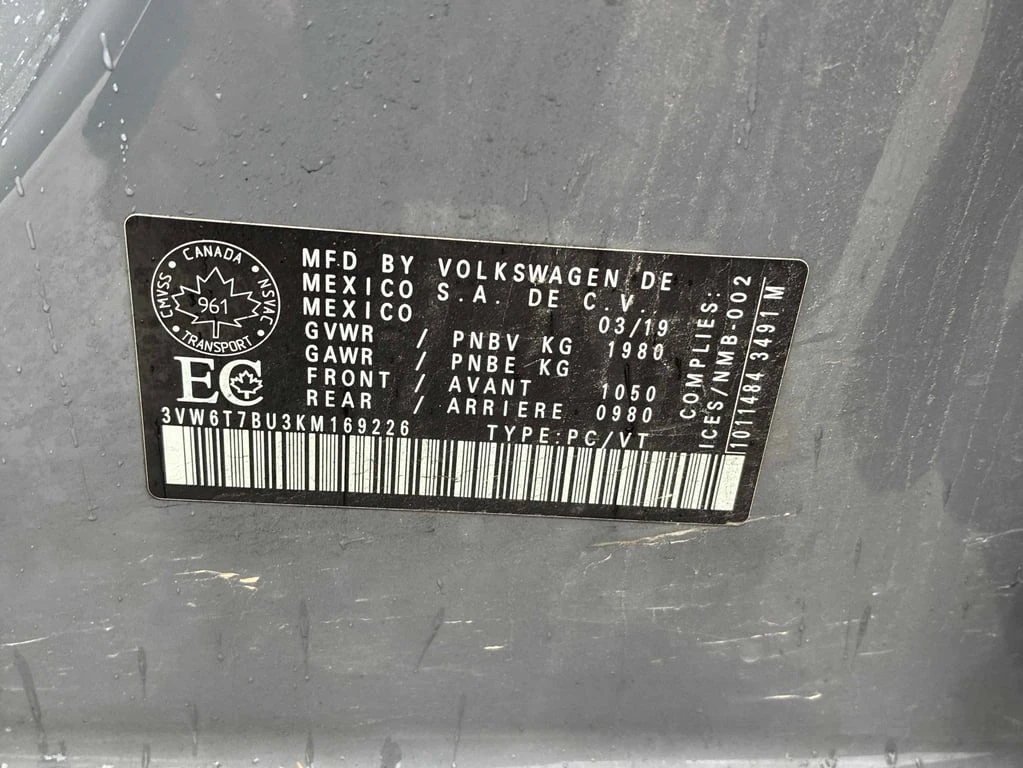 CANADA
CMVSS
NSVAC
961
TRANSPORT
EC
MFD BY VOLKSWAGEN DE
MEXICO S.A. DE C.V.
MEXICO 03/19
GVWR / PNBV KG 1980
GAWR / PNBE KG
FRONT / AVANT 1050
REAR / ARRIERE 0980
3VW6T7BU3KM169226 TYPE:PC/VT
COMPLIES:
ICES/NMB-002
1011484 3491 M